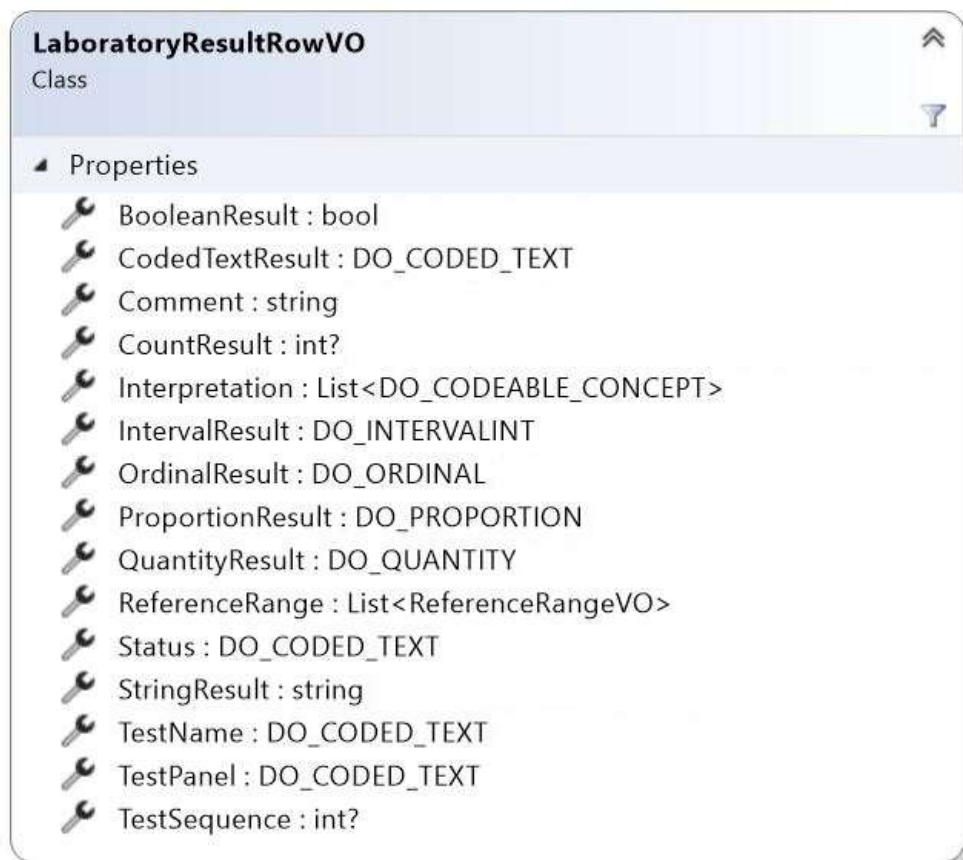 LaboratoryResultRowVO
Class
Properties
BooleanResult : bool
CodedTextResult : DO_CODED_TEXT
Comment : string
CountResult : int?
Interpretation : List<DO_CODEABLE_CONCEPT>
IntervalResult : DO_INTERVALINT
OrdinalResult : DO_ORDINAL
ProportionResult : DO_PROPORTION
QuantityResult : DO_QUANTITY
ReferenceRange : List<ReferenceRangeVO>
Status : DO_CODED_TEXT
StringResult : string
TestName : DO_CODED_TEXT
TestPanel : DO_CODED_TEXT
TestSequence : int?